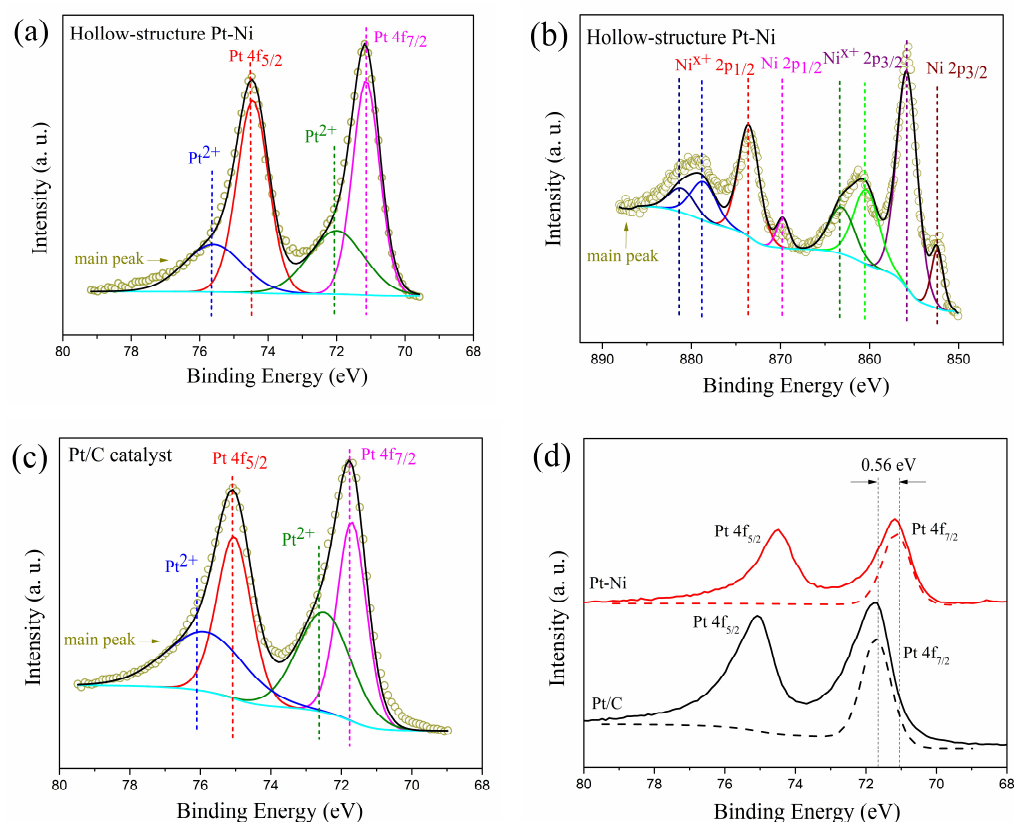 (a)
Hollow-structure Pt-Ni
Pt 4f5/2
Pt 4f7/2
Pt2+
Pt2+
main peak
Intensity (a. u.)
80 78 76 74 72 70 68
Binding Energy (eV)
(b)
Hollow-structure Pt-Ni
Nix+ 2p1/2
Ni 2p1/2
Nix+ 2p3/2
Ni 2p3/2
main peak
Intensity (a. u.)
890 880 870 860 850
Binding Energy (eV)
(c)
Pt/C catalyst
Pt 4f5/2
Pt 4f7/2
Pt2+
Pt2+
main peak
Intensity (a. u.)
80 78 76 74 72 70 68
Binding Energy (eV)
(d)
0.56 eV
Pt 4f5/2
Pt 4f7/2
Pt-Ni
Pt 4f5/2
Pt 4f7/2
Pt/C
Intensity (a. u.)
80 78 76 74 72 70 68
Binding Energy (eV)